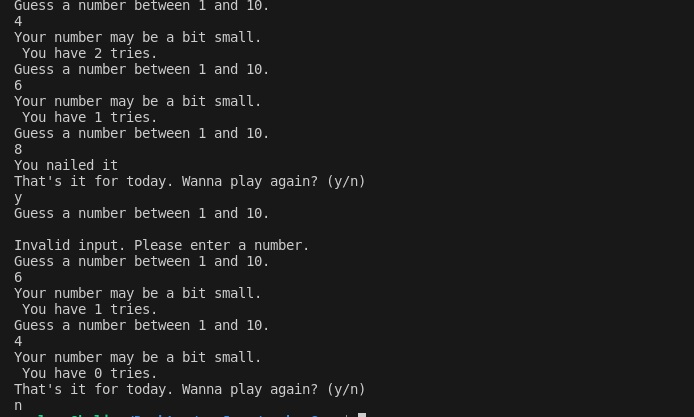 Guess a number between 1 and 10.
4
Your number may be a bit small.
You have 2 tries.
Guess a number between 1 and 10.
6
Your number may be a bit small.
You have 1 tries.
Guess a number between 1 and 10.
8
You nailed it
That's it for today. Wanna play again? (y/n)
y
Guess a number between 1 and 10.
Invalid input. Please enter a number.
Guess a number between 1 and 10.
6
Your number may be a bit small.
You have 1 tries.
Guess a number between 1 and 10.
4
Your number may be a bit small.
You have 0 tries.
That's it for today. Wanna play again? (y/n)
n